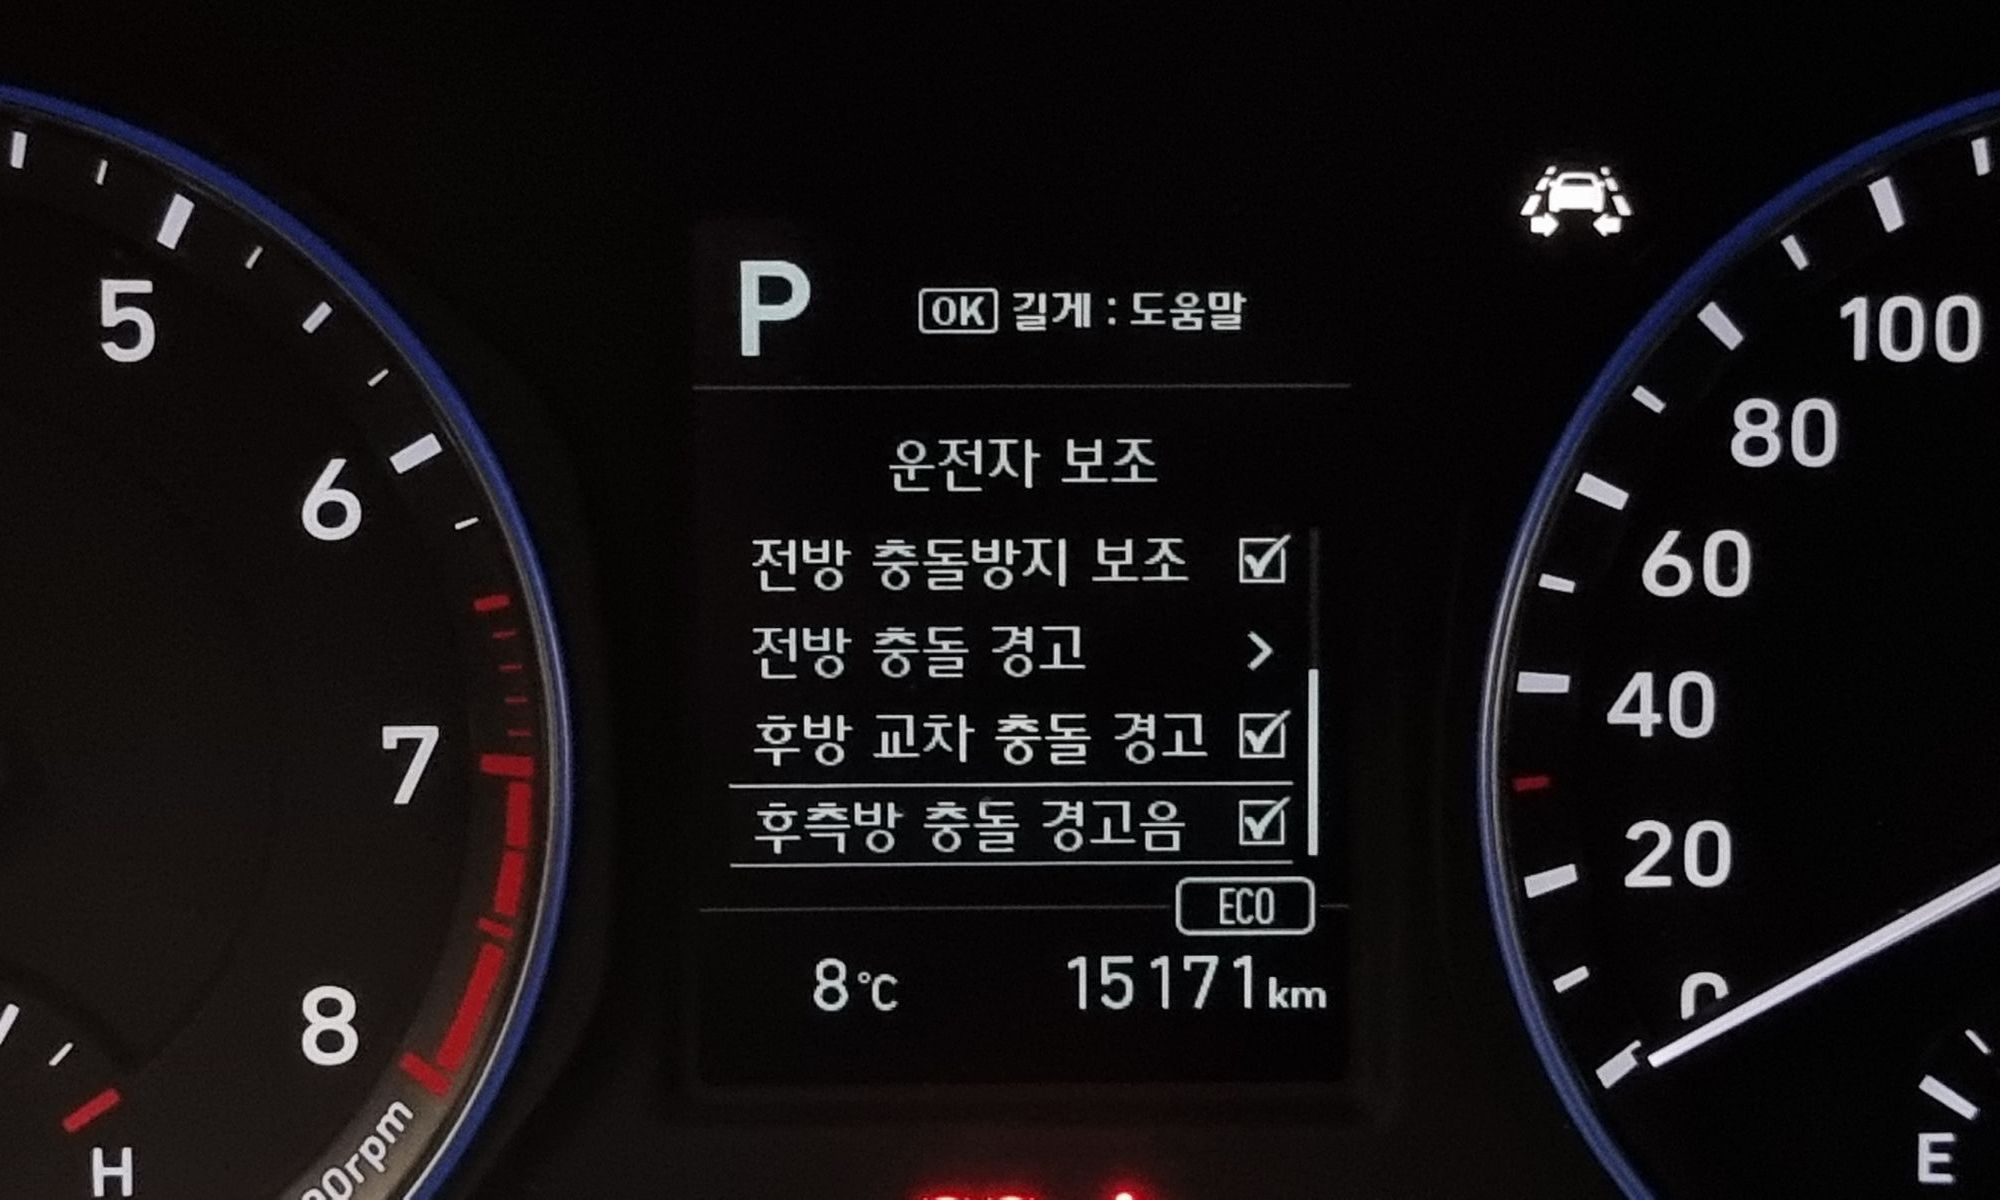 P
OK 길게 : 도움말
운전자 보조
전방 충돌방지 보조
전방 충돌 경고 >
후방 교차 충돌 경고
후측방 충돌 경고음
ECO
8°C 15171km
5
6
7
8
H
100
80
60
40
20
0
E